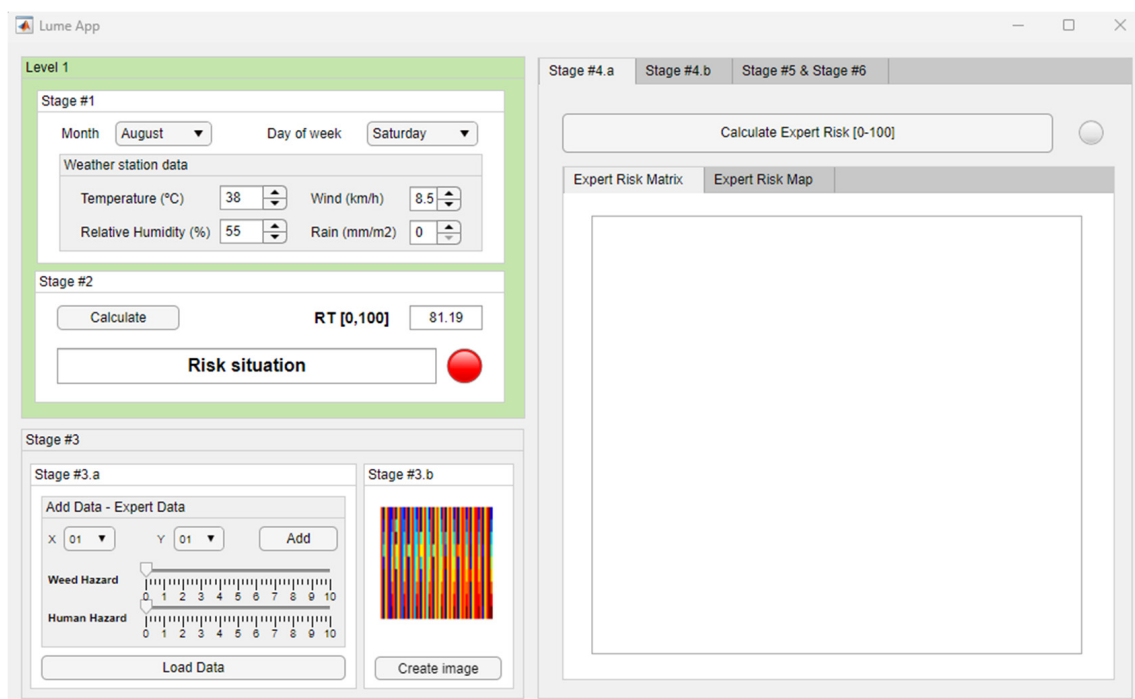 Lume App
Level 1
Stage #1
Month August Day of week Saturday
Weather station data
Temperature (ºC) 38 Wind (km/h) 8.5
Relative Humidity (%) 55 Rain (mm/m2) 0
Stage #2
Calculate RT [0,100] 81.19
Risk situation
Stage #3
Stage #3.a
Add Data - Expert Data
X 01 Y 01 Add
Weed Hazard
0 1 2 3 4 5 6 7 8 9 10
Human Hazard
0 1 2 3 4 5 6 7 8 9 10
Load Data
Stage #3.b
Create image
Stage #4.a Stage #4.b Stage #5 & Stage #6
Calculate Expert Risk [0-100]
Expert Risk Matrix Expert Risk Map